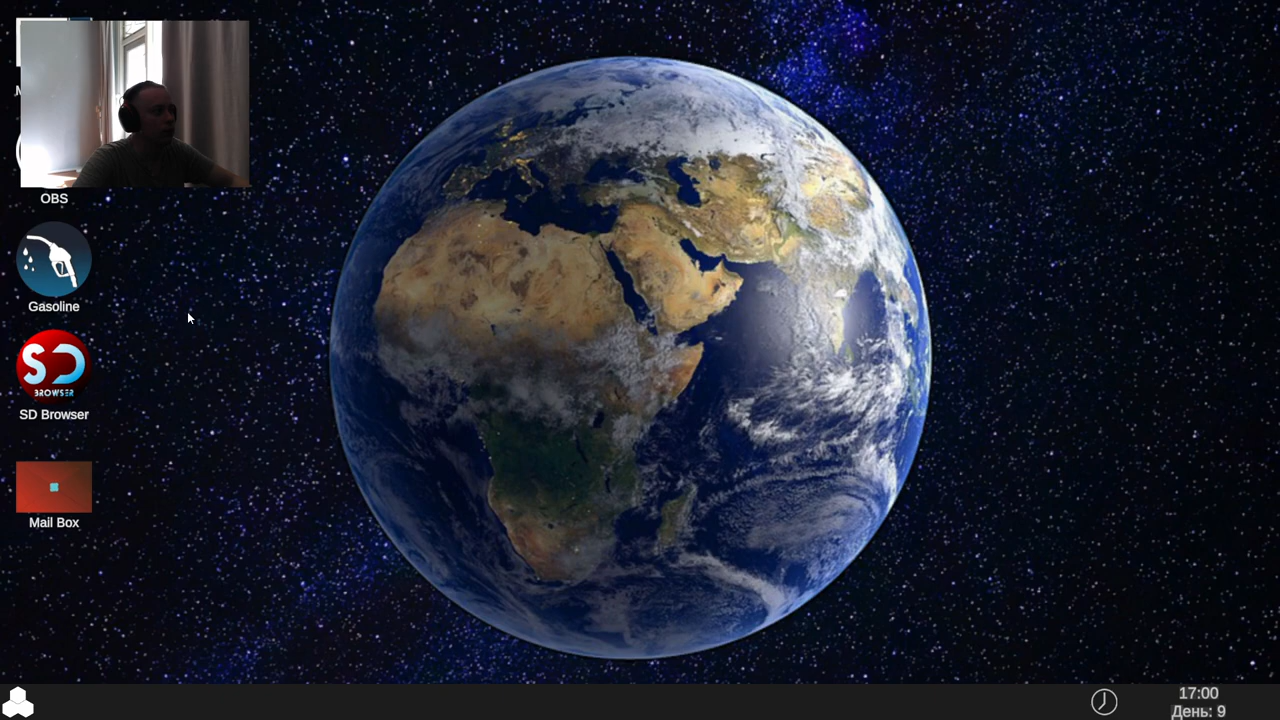 OBS
Gasoline
SD
BROWSER
SD Browser
Mail Box
17:00
День: 9